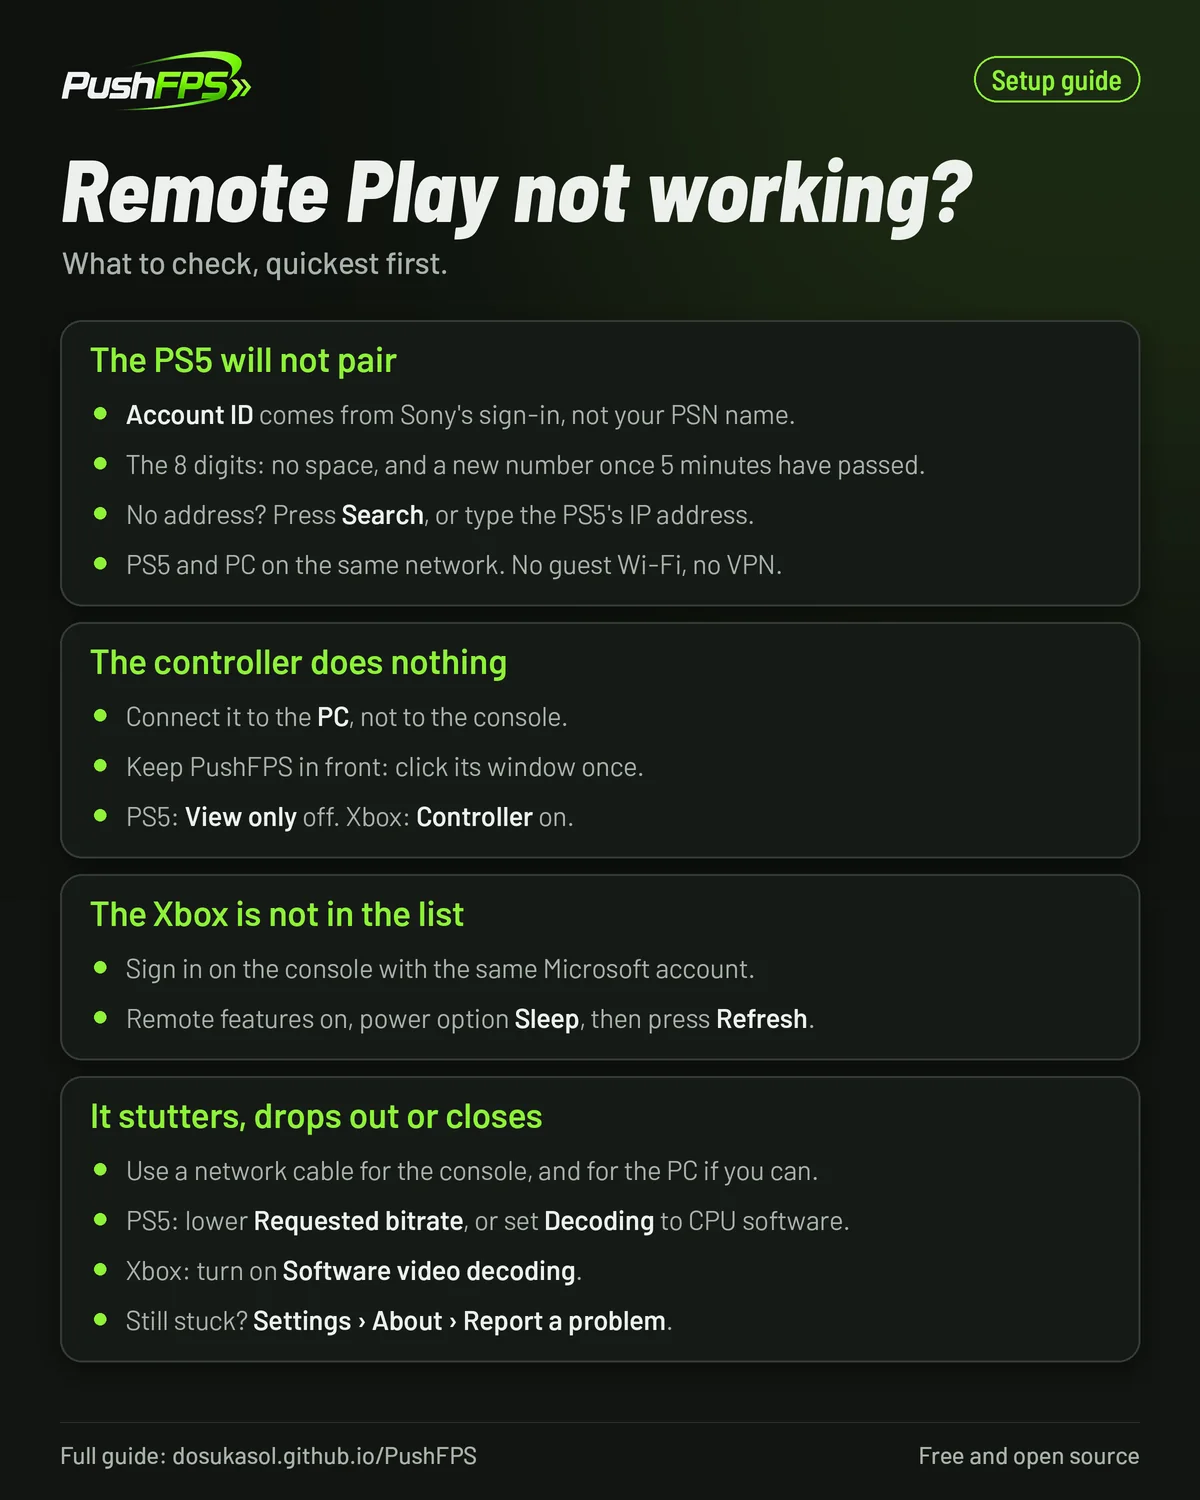 PushFPS»
Setup guide
Remote Play not working?
What to check, quickest first.
The PS5 will not pair
Account ID comes from Sony's sign-in, not your PSN name.
The 8 digits: no space, and a new number once 5 minutes have passed.
No address? Press Search, or type the PS5's IP address.
PS5 and PC on the same network. No guest Wi-Fi, no VPN.
The controller does nothing
Connect it to the PC, not to the console.
Keep PushFPS in front: click its window once.
PS5: View only off. Xbox: Controller on.
The Xbox is not in the list
Sign in on the console with the same Microsoft account.
Remote features on, power option Sleep, then press Refresh.
It stutters, drops out or closes
Use a network cable for the console, and for the PC if you can.
PS5: lower Requested bitrate, or set Decoding to CPU software.
Xbox: turn on Software video decoding.
Still stuck? Settings › About › Report a problem.
Full guide: dosukasol.github.io/PushFPS
Free and open source